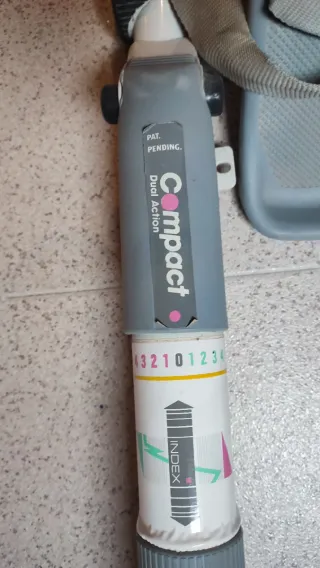 PAT.
PENDING.
Compact
Dual Action
4 3 2 1 0 1 2 3 4
INDEX